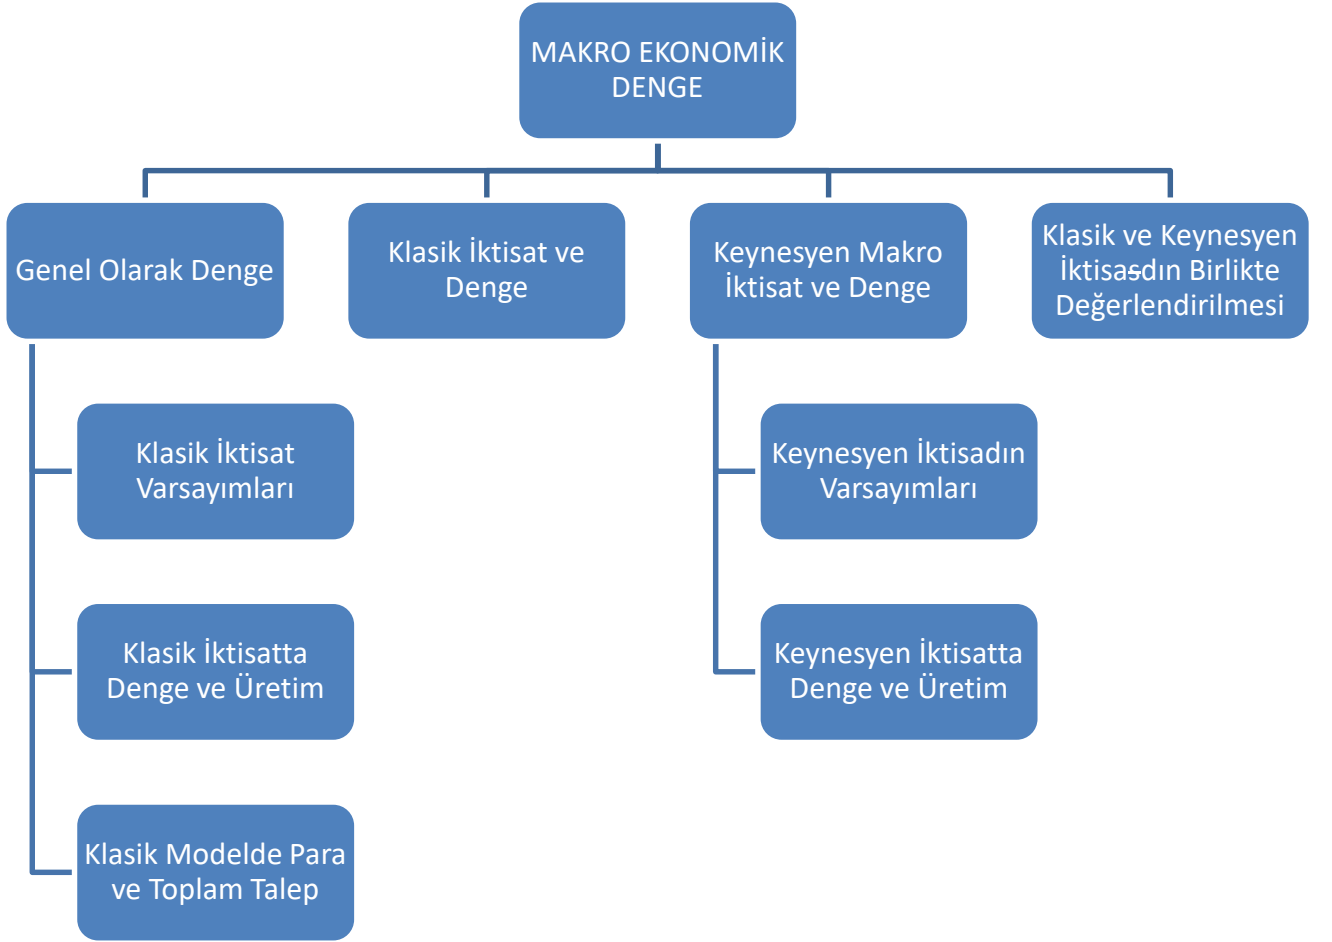 MAKRO EKONOMİK
DENGE
Genel Olarak Denge
Klasik İktisat ve
Denge
Keynesyen Makro
İktisat ve Denge
Klasik ve Keynesyen
İktisasdın Birlikte
Değerlendirilmesi
Klasik İktisat
Varsayımları
Keynesyen İktisadın
Varsayımları
Klasik İktisatta
Denge ve Üretim
Keynesyen İktisatta
Denge ve Üretim
Klasik Modelde Para
ve Toplam Talep